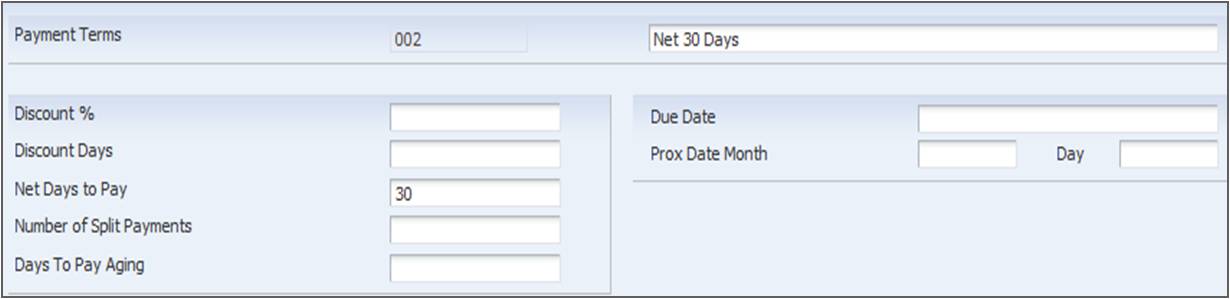 Payment Terms 002 Net 30 Days
Discount %
Discount Days
Net Days to Pay 30
Number of Split Payments
Days To Pay Aging
Due Date
Prox Date Month Day